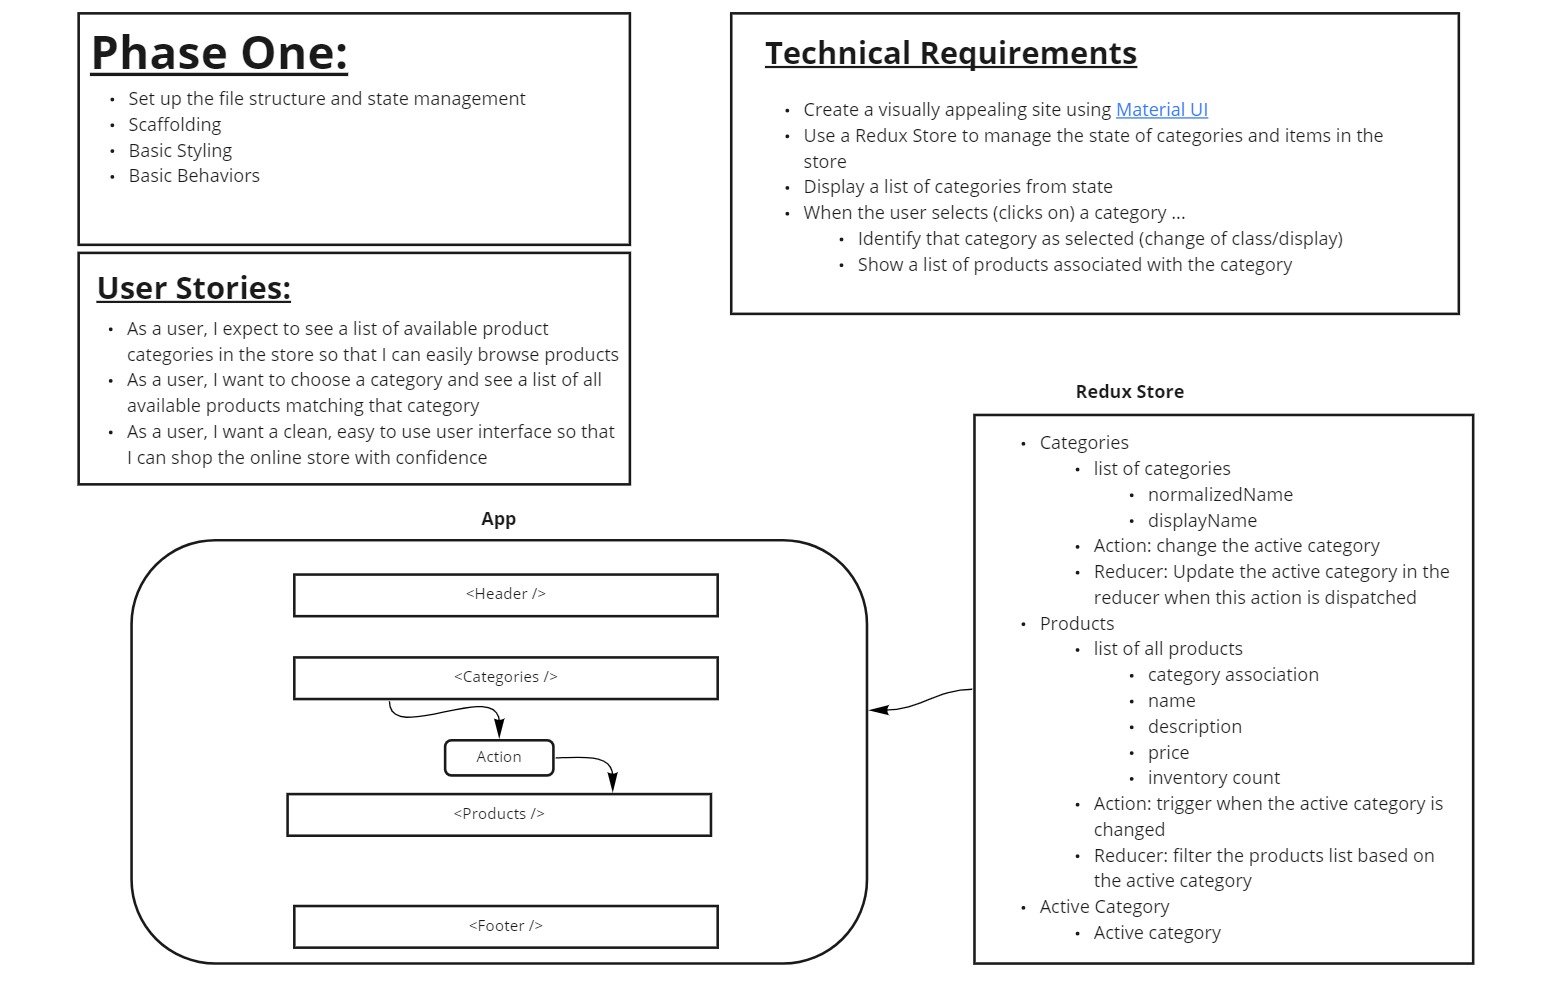 Phase One:
• Set up the file structure and state management
• Scaffolding
• Basic Styling
• Basic Behaviors
User Stories:
• As a user, I expect to see a list of available product
categories in the store so that I can easily browse products
• As a user, I want to choose a category and see a list of all
available products matching that category
• As a user, I want a clean, easy to use user interface so that
I can shop the online store with confidence
Technical Requirements
• Create a visually appealing site using Material UI
• Use a Redux Store to manage the state of categories and items in the
store
• Display a list of categories from state
• When the user selects (clicks on) a category ...
• Identify that category as selected (change of class/display)
• Show a list of products associated with the category
App
<Header />
<Categories />
Action
<Products />
<Footer />
Redux Store
• Categories
• list of categories
• normalizedName
• displayName
• Action: change the active category
• Reducer: Update the active category in the
reducer when this action is dispatched
• Products
• list of all products
• category association
• name
• description
• price
• inventory count
• Action: trigger when the active category is
changed
• Reducer: filter the products list based on
the active category
• Active Category
• Active category